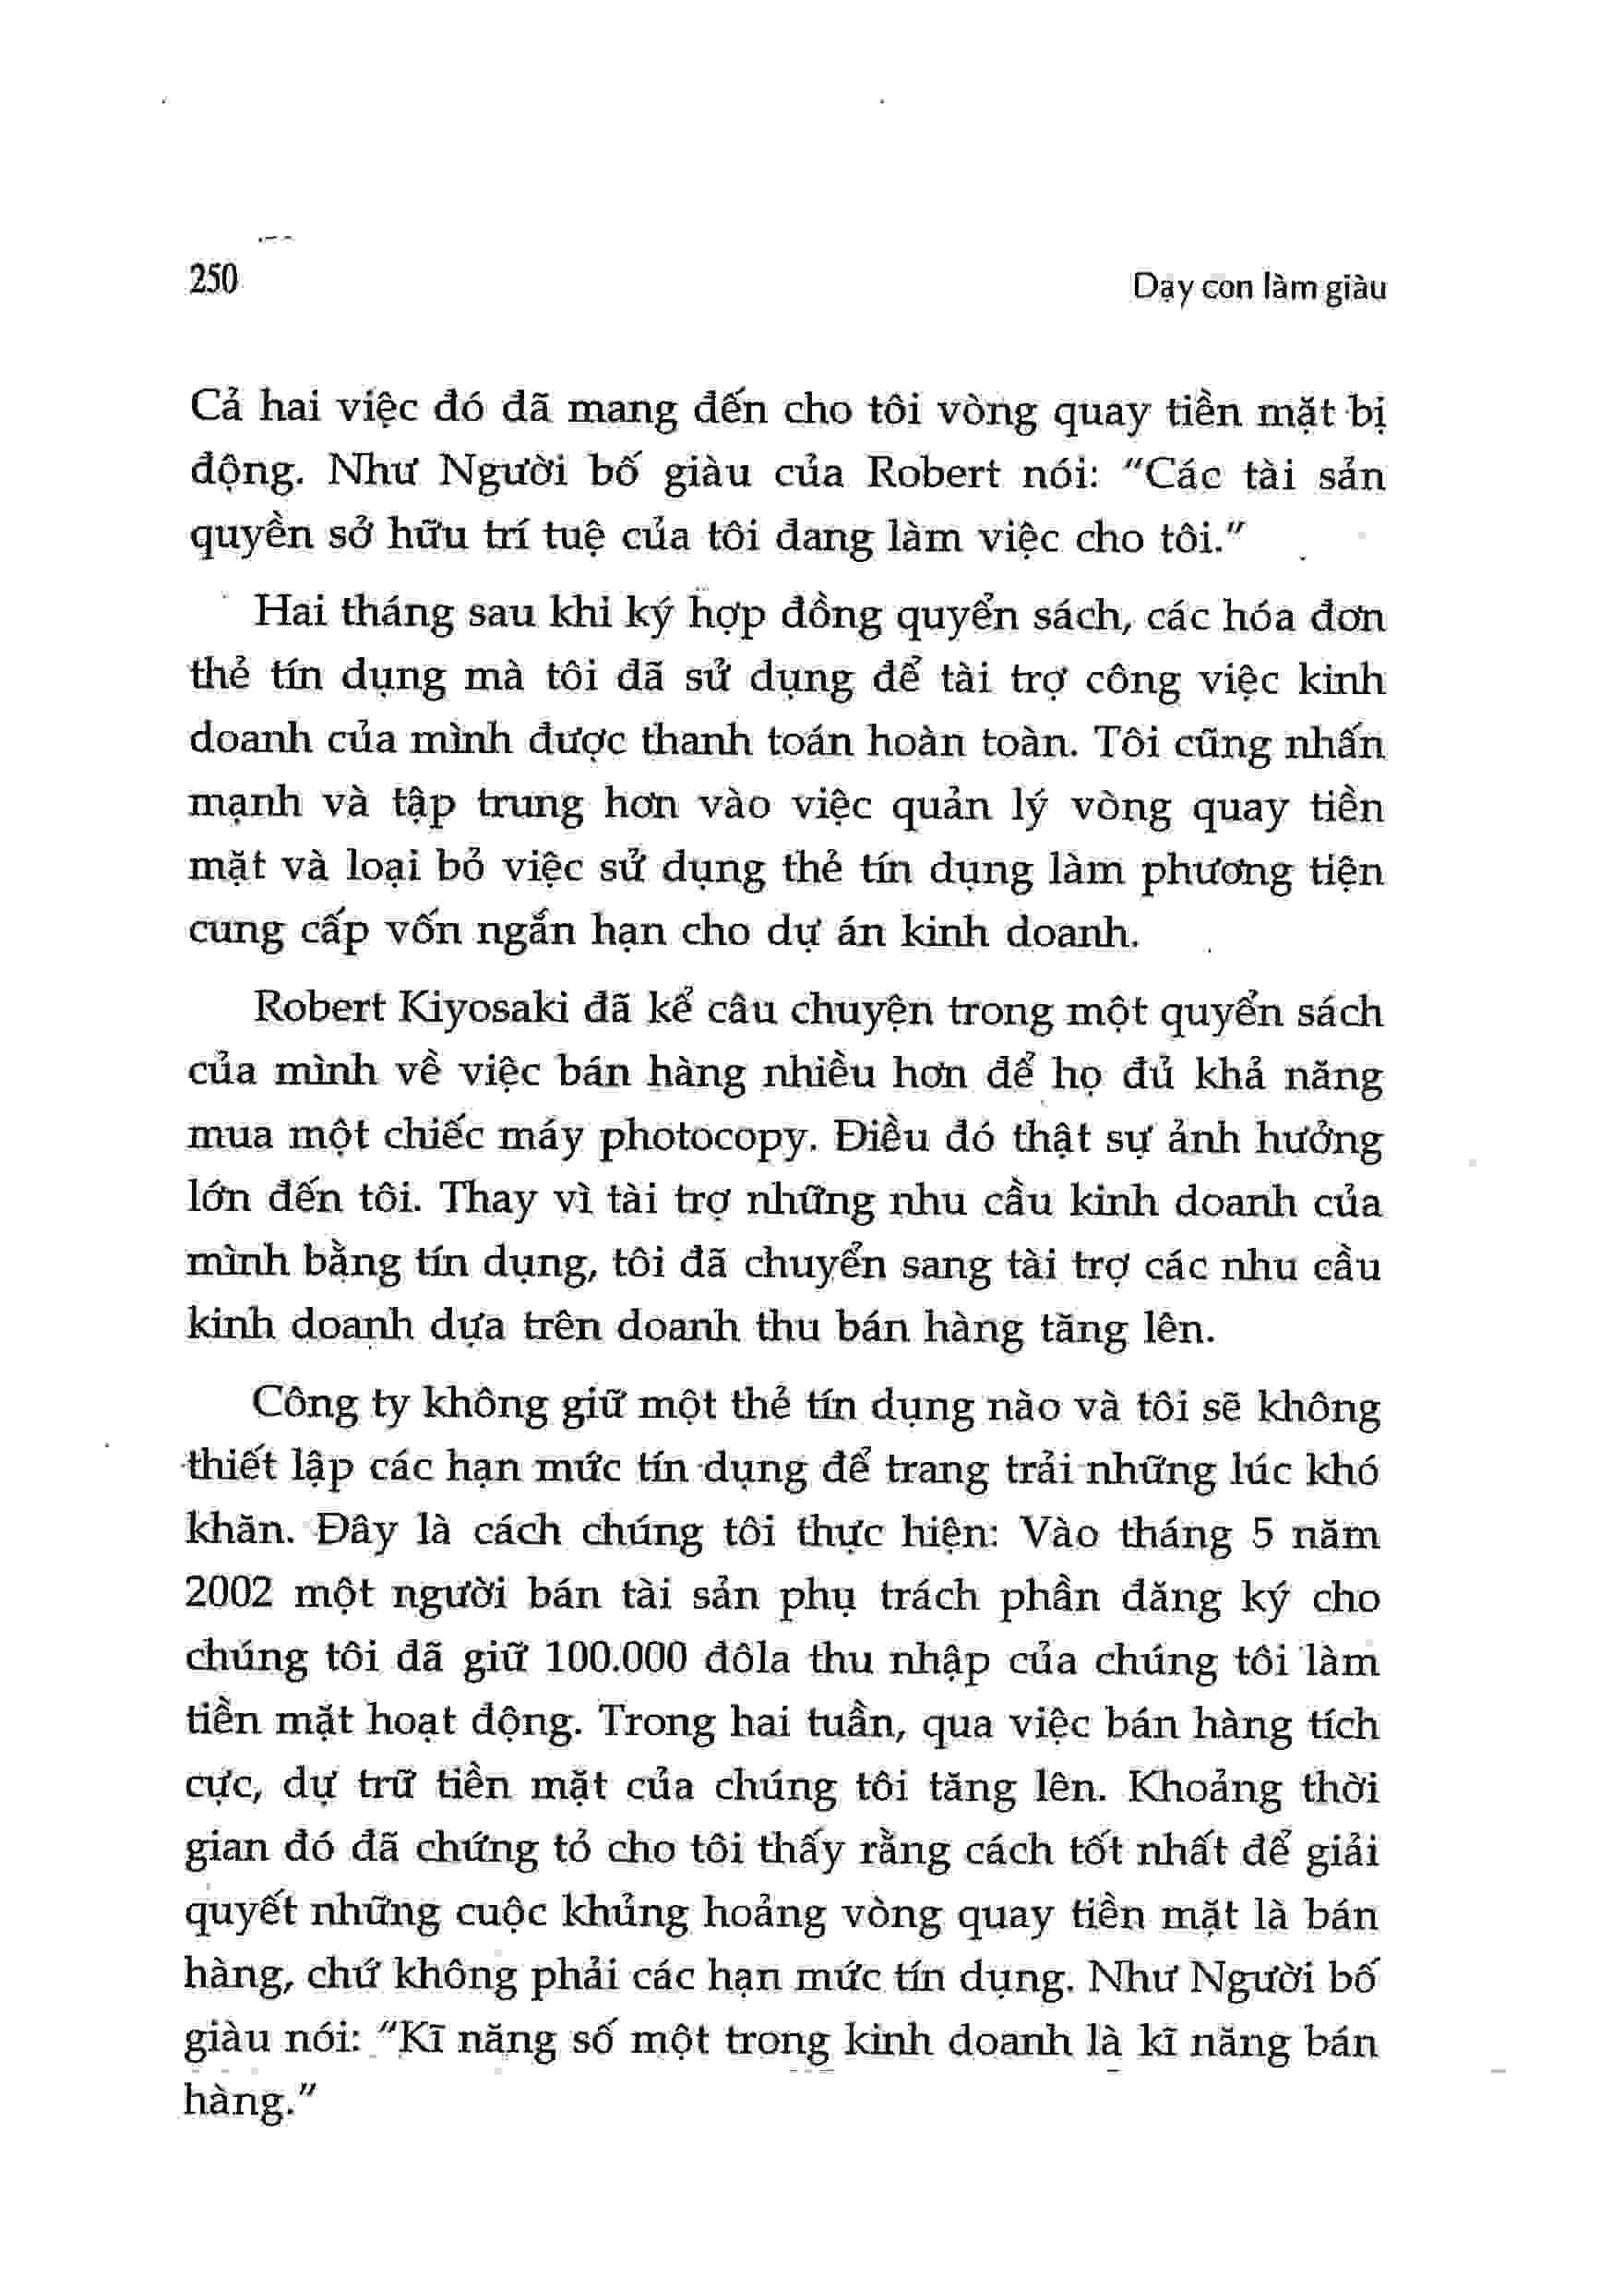 250
Dạy con làm giàu
Cả hai việc đó đã mang đến cho tôi vòng quay tiền mặt bị
động. Như Người bố giàu của Robert nói: "Các tài sản
quyền sở hữu trí tuệ của tôi đang làm việc cho tôi."
Hai tháng sau khi ký hợp đồng quyển sách, các hóa đơn
thẻ tín dụng mà tôi đã sử dụng để tài trợ công việc kinh
doanh của mình được thanh toán hoàn toàn. Tôi cũng nhấn
mạnh và tập trung hơn vào việc quản lý vòng quay tiền
mặt và loại bỏ việc sử dụng thẻ tín dụng làm phương tiện
cung cấp vốn ngắn hạn cho dự án kinh doanh.
Robert Kiyosaki đã kể câu chuyện trong một quyển sách
của mình về việc bán hàng nhiều hơn để họ đủ khả năng
mua một chiếc máy photocopy. Điều đó thật sự ảnh hưởng
lớn đến tôi. Thay vì tài trợ những nhu cầu kinh doanh của
mình bằng tín dụng, tôi đã chuyển sang tài trợ các nhu cầu
kinh doanh dựa trên doanh thu bán hàng tăng lên.
Công ty không giữ một thẻ tín dụng nào và tôi sẽ không
thiết lập các hạn mức tín dụng để trang trải những lúc khó
khăn. Đây là cách chúng tôi thực hiện: Vào tháng 5 năm
2002 một người bán tài sản phụ trách phần đăng ký cho
chúng tôi đã giữ 100.000 đôla thu nhập của chúng tôi làm
tiền mặt hoạt động. Trong hai tuần, qua việc bán hàng tích
cực, dự trữ tiền mặt của chúng tôi tăng lên. Khoảng thời
gian đó đã chứng tỏ cho tôi thấy rằng cách tốt nhất để giải
quyết những cuộc khủng hoảng vòng quay tiền mặt là bán
hàng, chứ không phải các hạn mức tín dụng. Như Người bố
giàu nói: "Kĩ năng số một trong kinh doanh là kĩ năng bán
hàng."